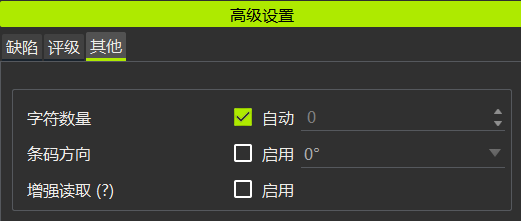 高级设置
缺陷 评级 其他
字符数量 自动 0
条码方向 启用 0°
增强读取 (?) 启用